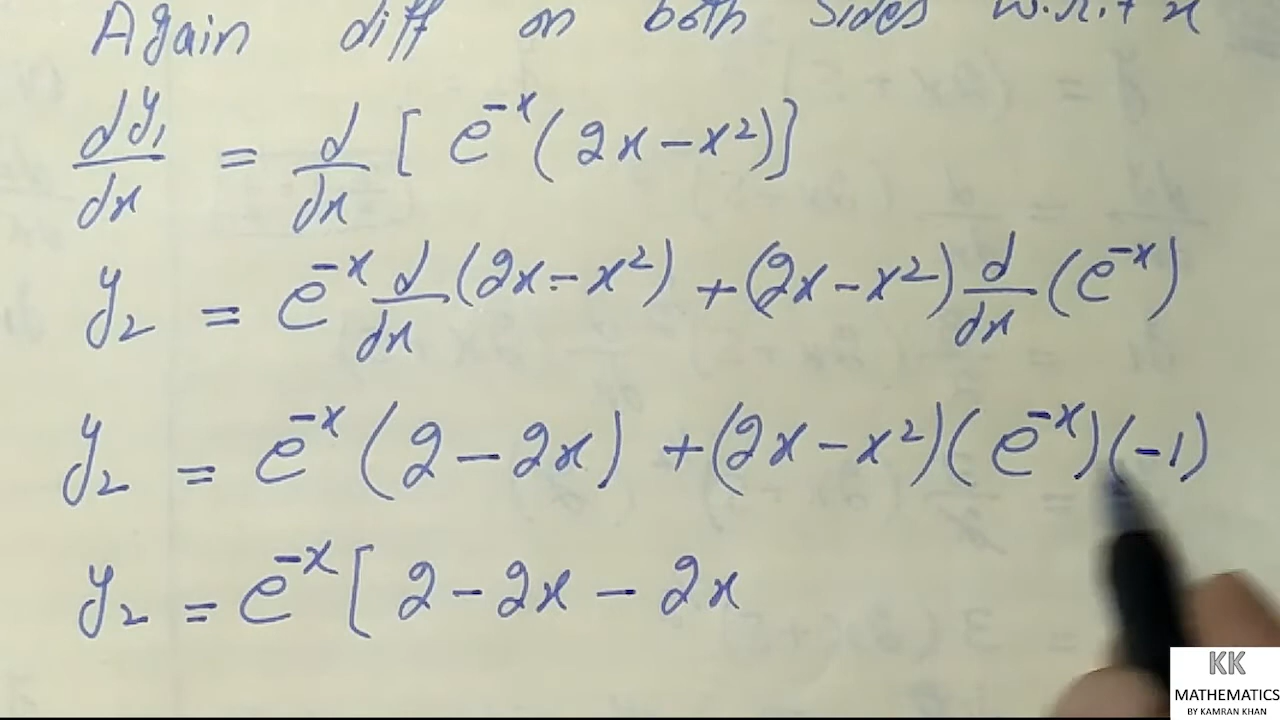 Again diff on both sides w.r.t x
dy₁/dx = d/dx [ e⁻ˣ ( 2x - x² ) ]
y₂ = e⁻ˣ d/dx (2x - x²) + (2x - x²) d/dx (e⁻ˣ)
y₂ = e⁻ˣ (2 - 2x) + (2x - x²) (e⁻ˣ) (-1)
y₂ = e⁻ˣ [ 2 - 2x - 2x
KK
MATHEMATICS
BY KAMRAN KHAN